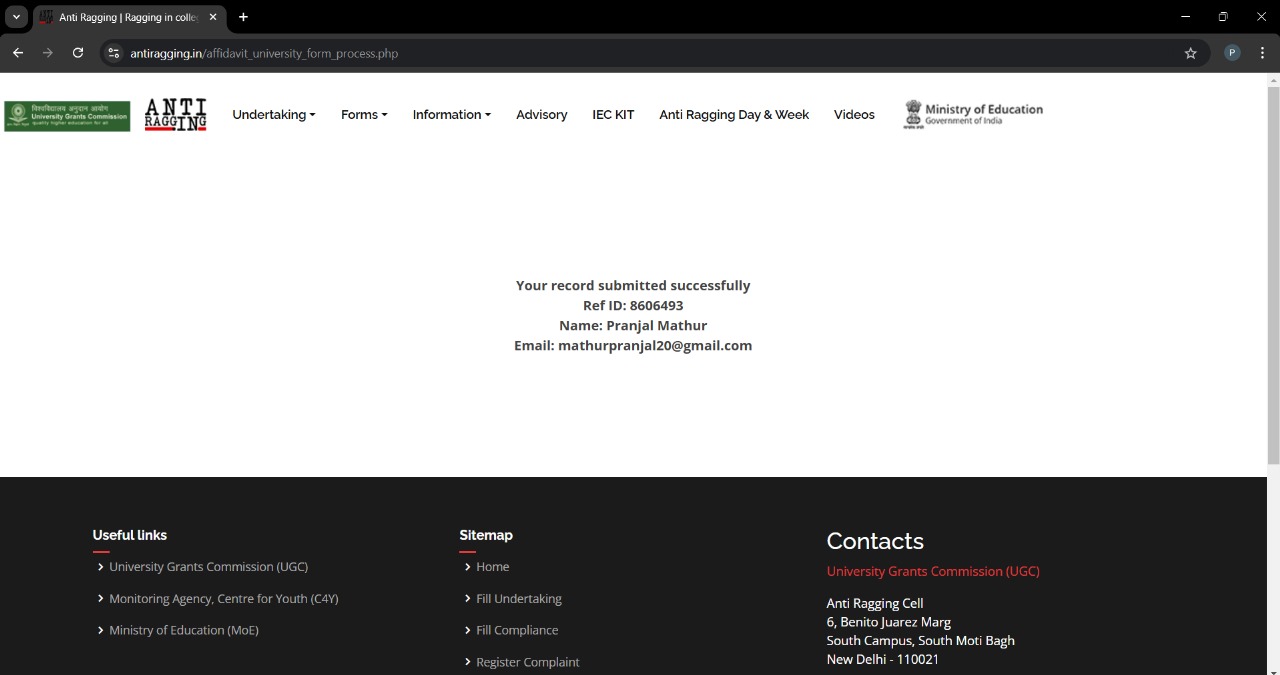 Anti Ragging | Ragging in colle
antiragging.in/affidavit_university_form_process.php
P
विश्वविद्यालय अनुदान आयोग
University Grants Commission
quality higher education for all
ANTI
RAGGING
Undertaking
Forms
Information
Advisory
IEC KIT
Anti Ragging Day & Week
Videos
Ministry of Education
Government of India
Your record submitted successfully
Ref ID: 8606493
Name: Pranjal Mathur
Email: mathurpranjal20@gmail.com
Useful links
University Grants Commission (UGC)
Monitoring Agency, Centre for Youth (C4Y)
Ministry of Education (MoE)
Sitemap
Home
Fill Undertaking
Fill Compliance
Register Complaint
Contacts
University Grants Commission (UGC)
Anti Ragging Cell
6, Benito Juarez Marg
South Campus, South Moti Bagh
New Delhi - 110021